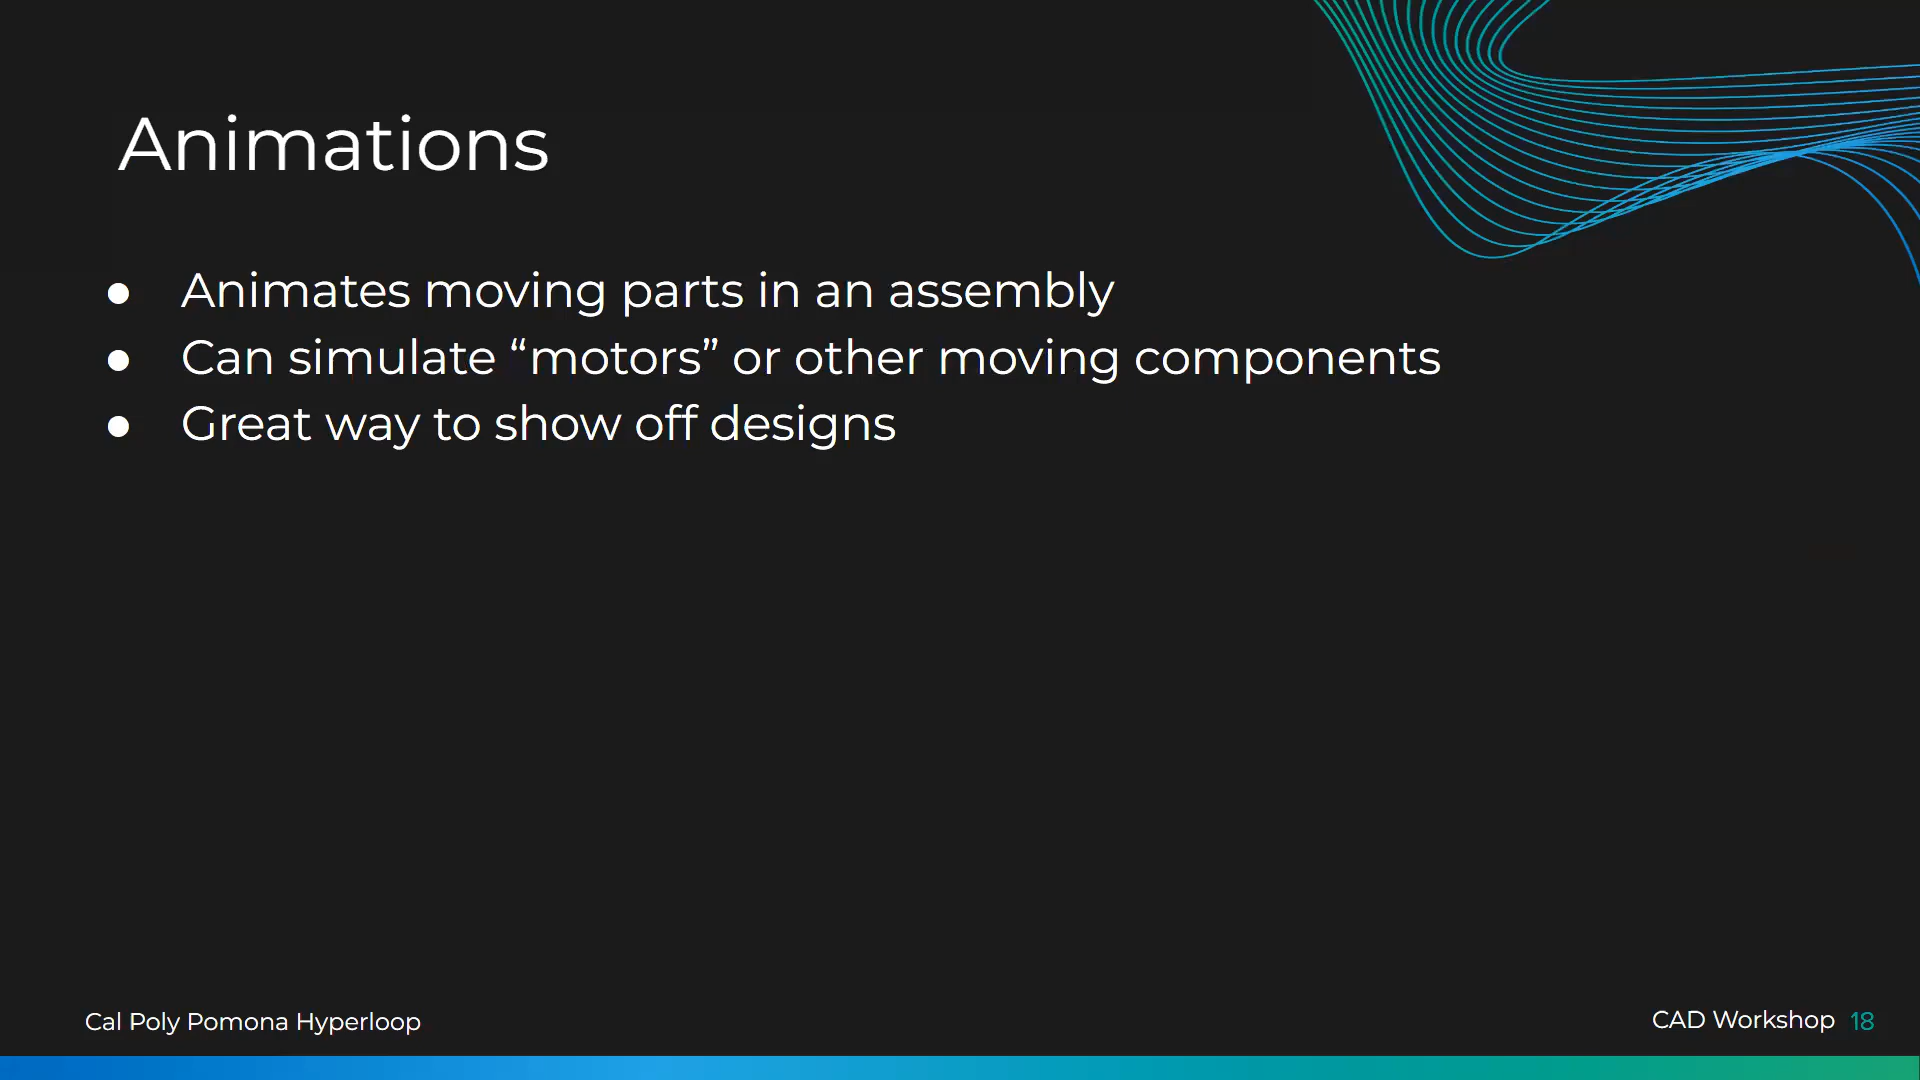 Animations
● Animates moving parts in an assembly
● Can simulate “motors” or other moving components
● Great way to show off designs
Cal Poly Pomona Hyperloop
CAD Workshop 18